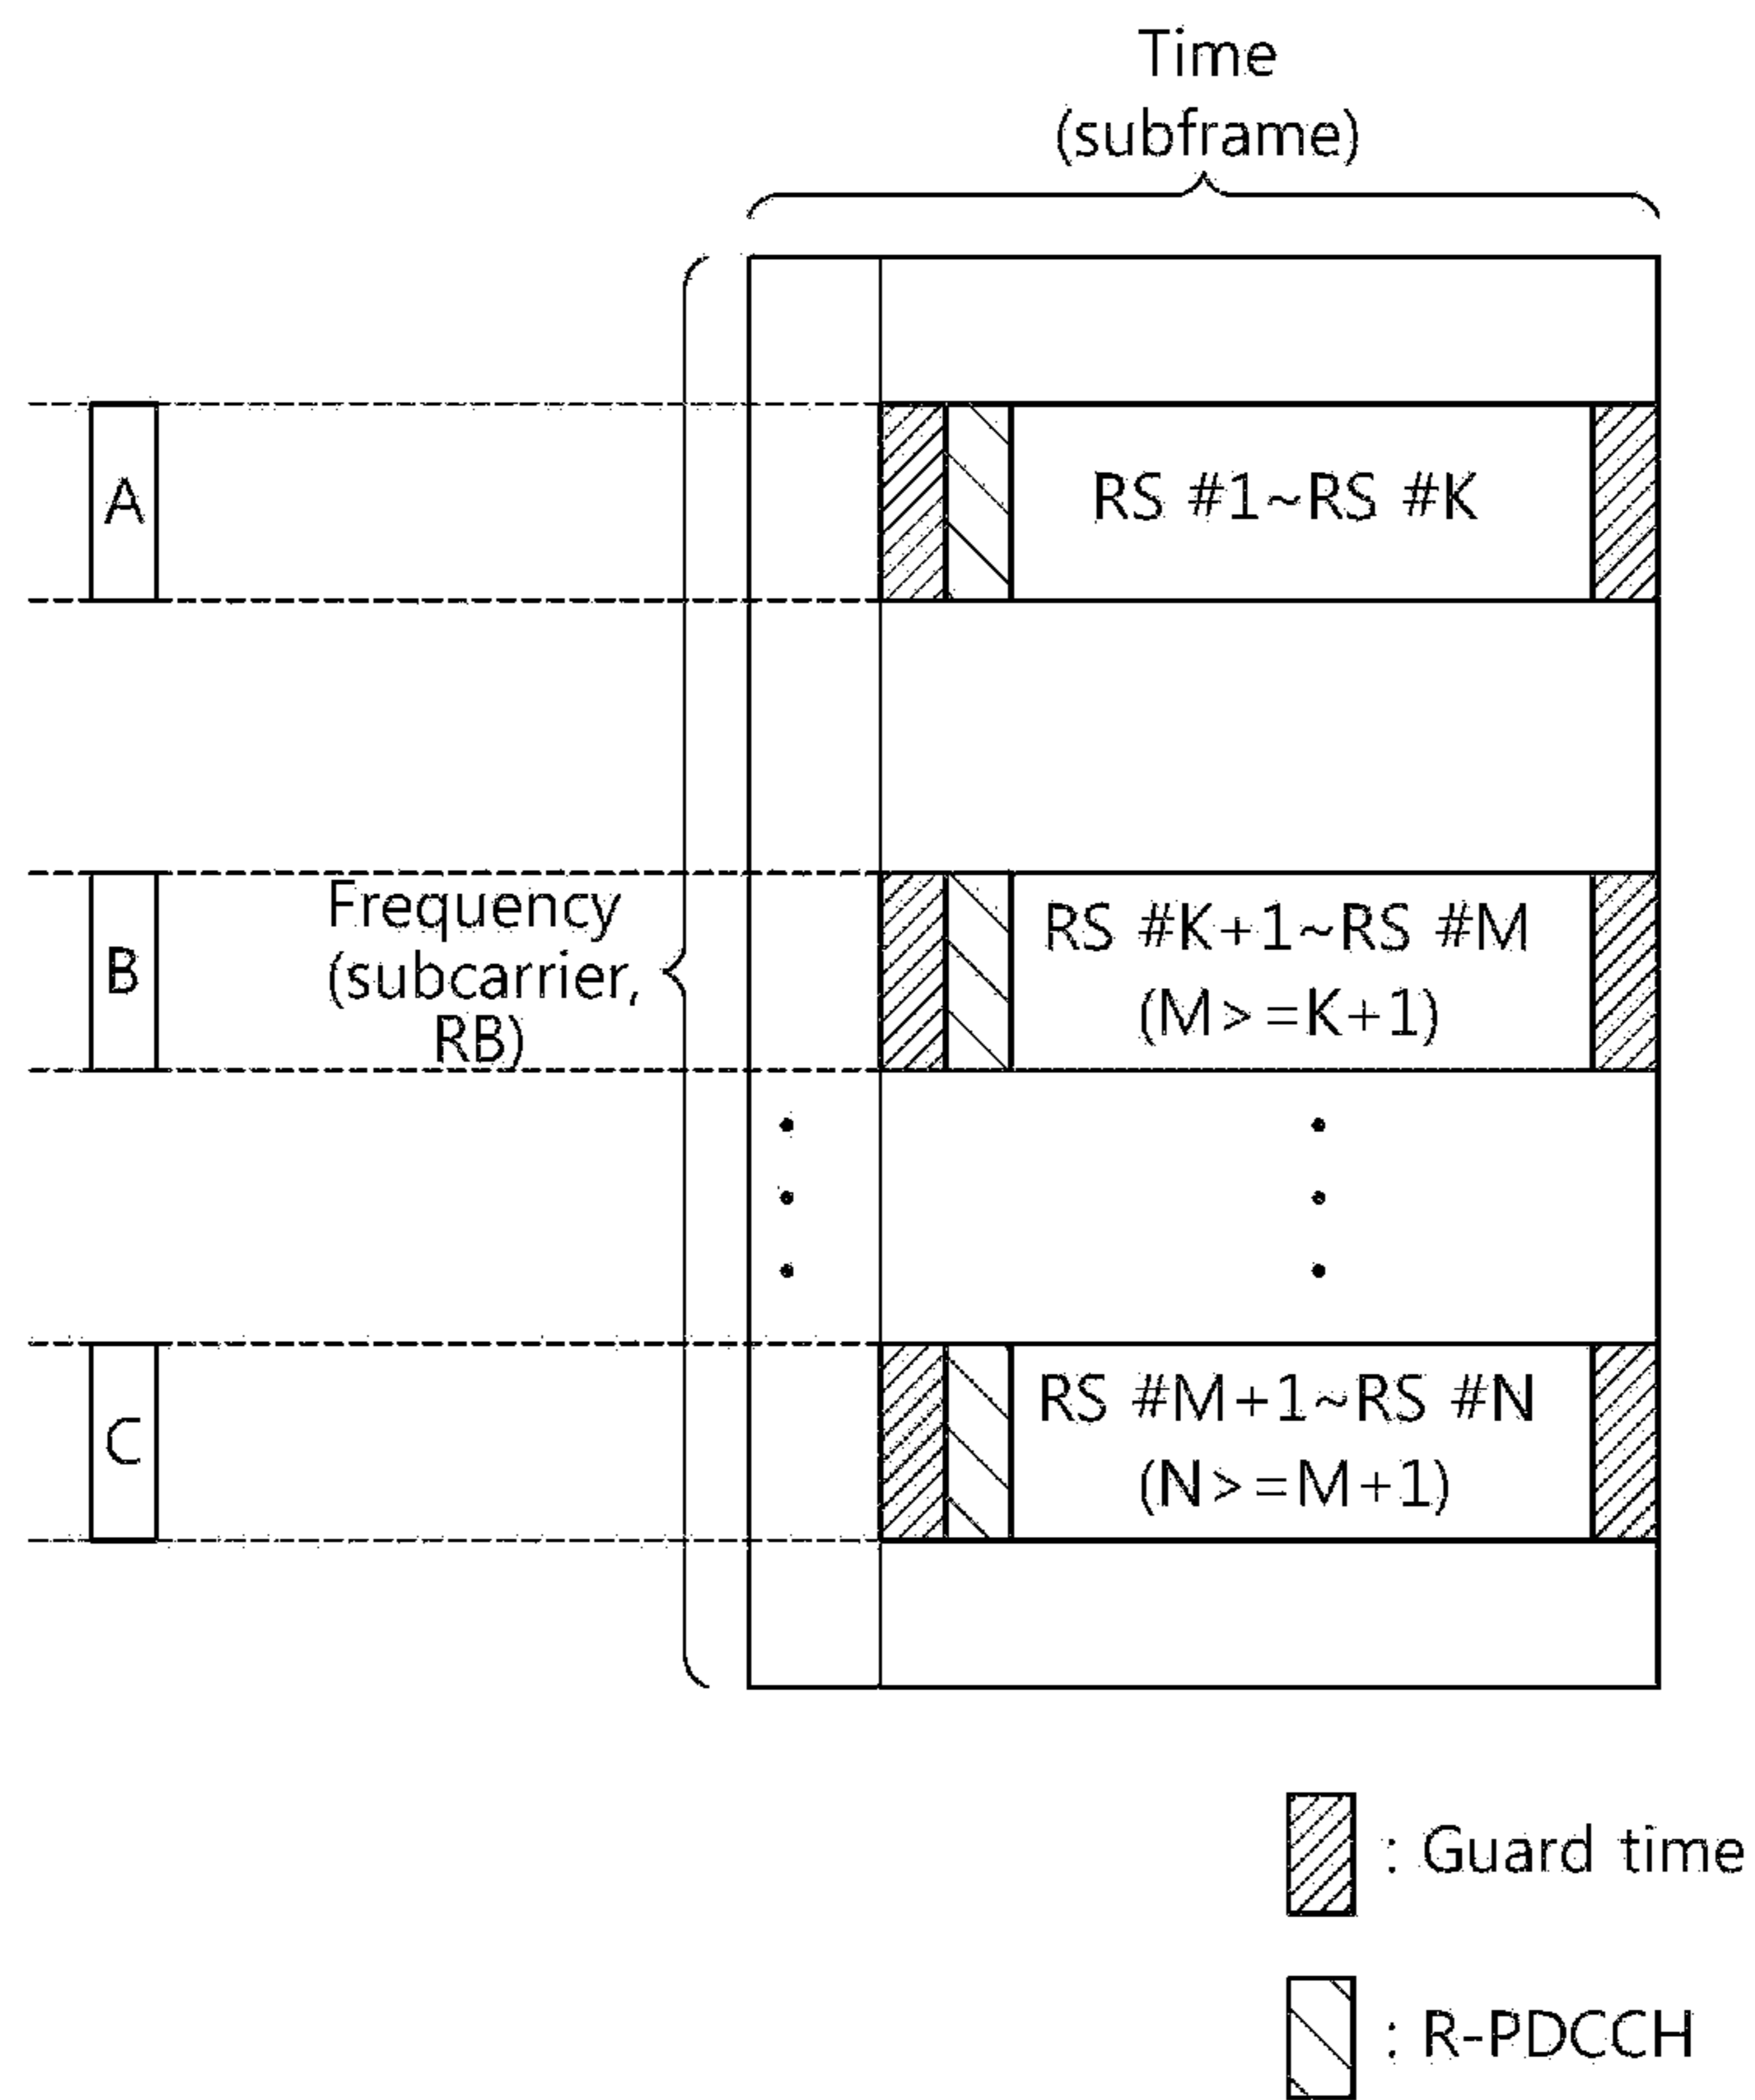 Time
(subframe)
A
RS #1~RS #K
B
Frequency
(subcarrier,
RB)
RS #K+1~RS #M
(M>=K+1)
C
RS #M+1~RS #N
(N>=M+1)
: Guard time
: R-PDCCH